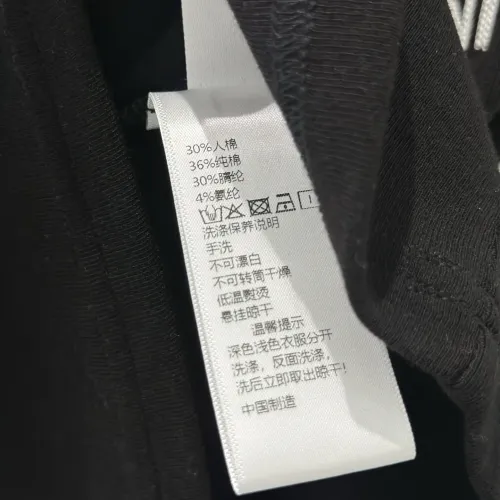 30%人棉
36%纯棉
30%腈纶
4%氨纶
洗涤保养说明
手洗
不可漂白
不可转筒干燥
低温熨烫
悬挂晾干
温馨提示
深色浅色衣服分开
洗涤，反面洗涤，
洗后立即取出晾干！
中国制造